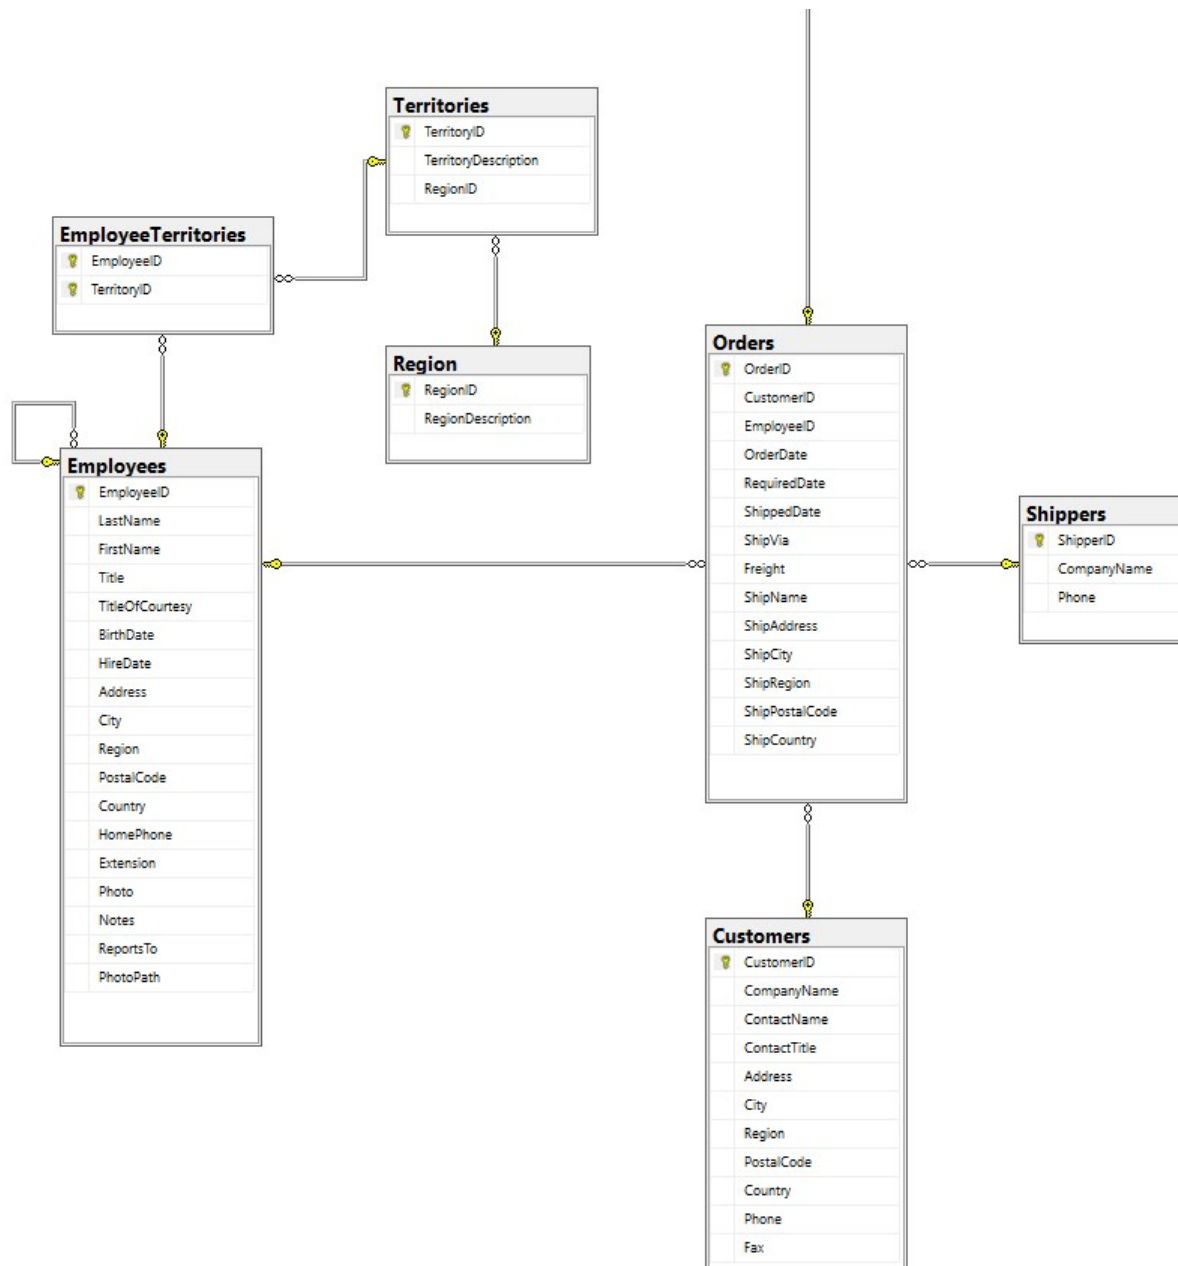 Territories
TerritoryID
TerritoryDescription
RegionID
EmployeeTerritories
EmployeeID
TerritoryID
Region
RegionID
RegionDescription
Employees
EmployeeID
LastName
FirstName
Title
TitleOfCourtesy
BirthDate
HireDate
Address
City
Region
PostalCode
Country
HomePhone
Extension
Photo
Notes
ReportsTo
PhotoPath
Orders
OrderID
CustomerID
EmployeeID
OrderDate
RequiredDate
ShippedDate
ShipVia
Freight
ShipName
ShipAddress
ShipCity
ShipRegion
ShipPostalCode
ShipCountry
Shippers
ShipperID
CompanyName
Phone
Customers
CustomerID
CompanyName
ContactName
ContactTitle
Address
City
Region
PostalCode
Country
Phone
Fax